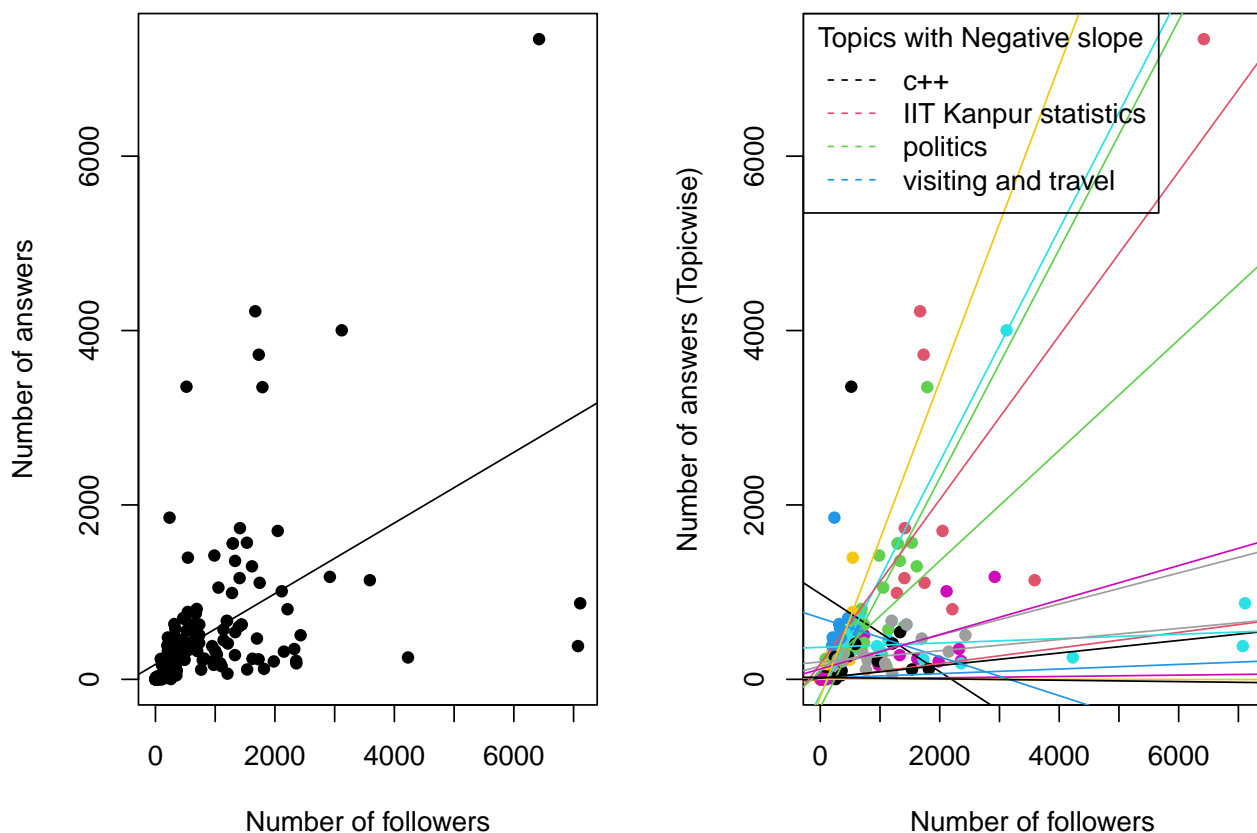 Number of answers
0
2000
4000
6000
0
2000
4000
6000
Number of followers
Topics with Negative slope
c++
IIT Kanpur statistics
politics
visiting and travel
Number of answers (Topicwise)
0
2000
4000
6000
0
2000
4000
6000
Number of followers